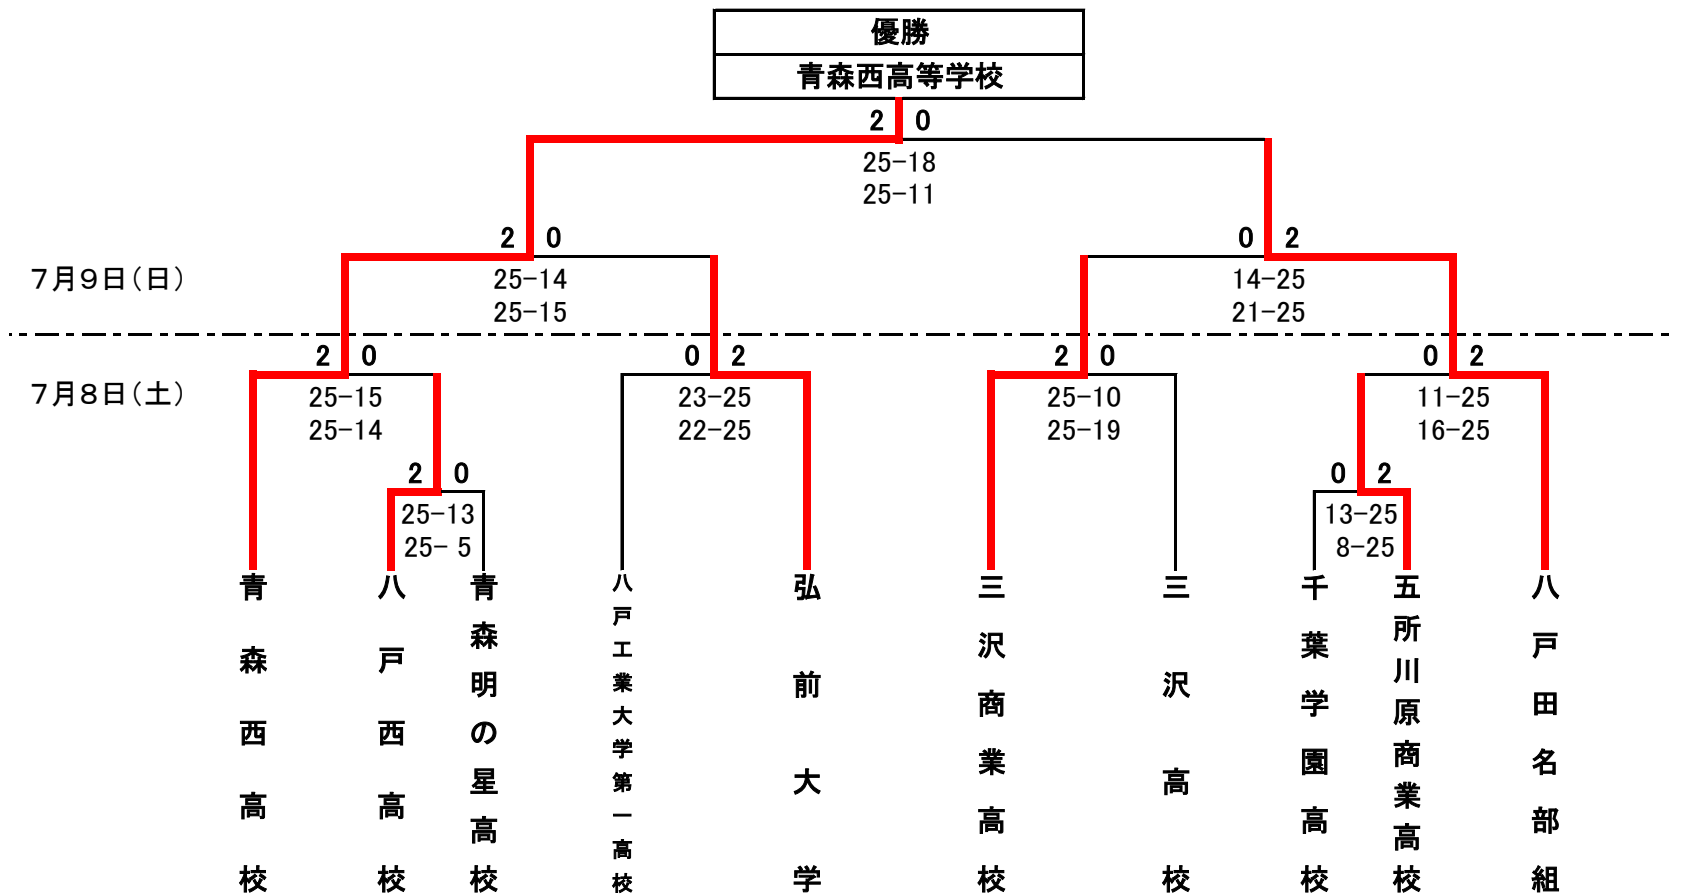 優勝
青森西高等学校
2 0
25-18
25-11
2 0
0 2
7月9日(日)
25-14
25-15
14-25
21-25
2 0
0 2
2 0
0 2
7月8日(土)
25-15
25-14
23-25
22-25
25-10
25-19
11-25
16-25
2 0
0 2
25-13
25- 5
13-25
8-25
青森西高校
八戸西高校
青森明の星高校
八戸工業大学第一高校
弘前大学
三沢商業高校
三沢高校
千葉学園高校
五所川原商業高校
八戸田名部組